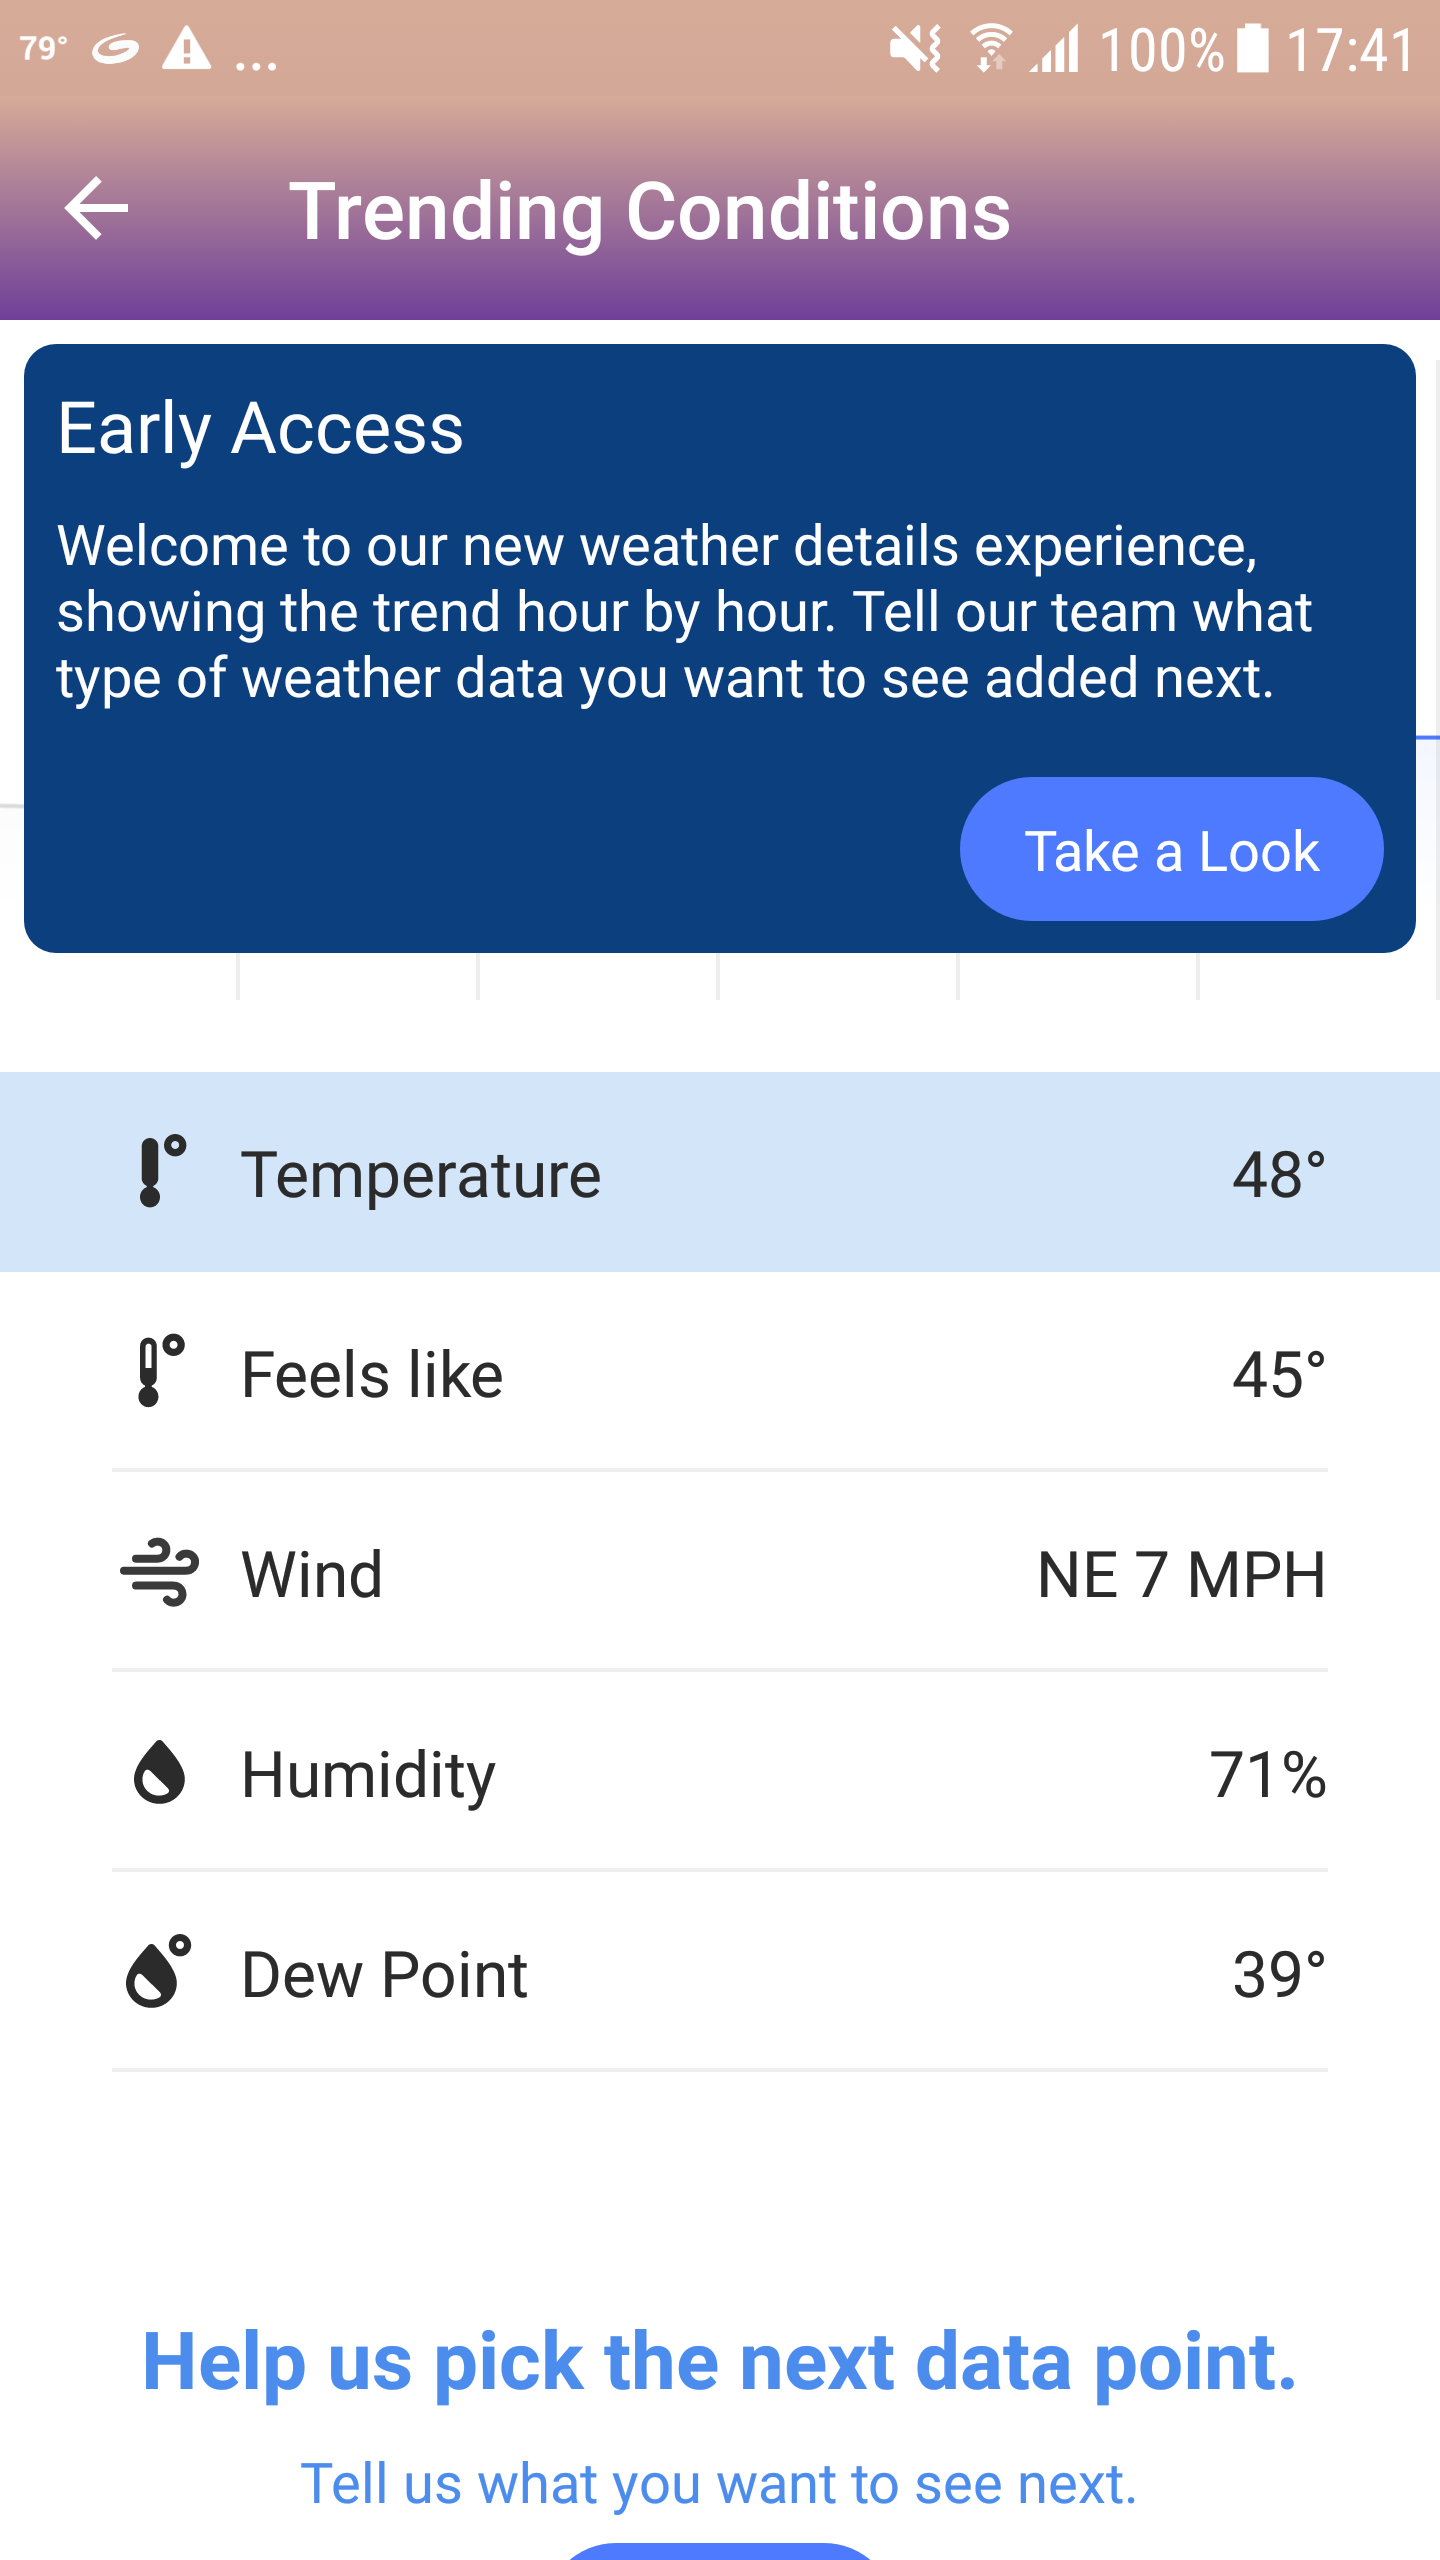 79° ... 100% 17:41
Trending Conditions
Early Access
Welcome to our new weather details experience,
showing the trend hour by hour. Tell our team what
type of weather data you want to see added next.
Take a Look
Temperature 48°
Feels like 45°
Wind NE 7 MPH
Humidity 71%
Dew Point 39°
Help us pick the next data point.
Tell us what you want to see next.